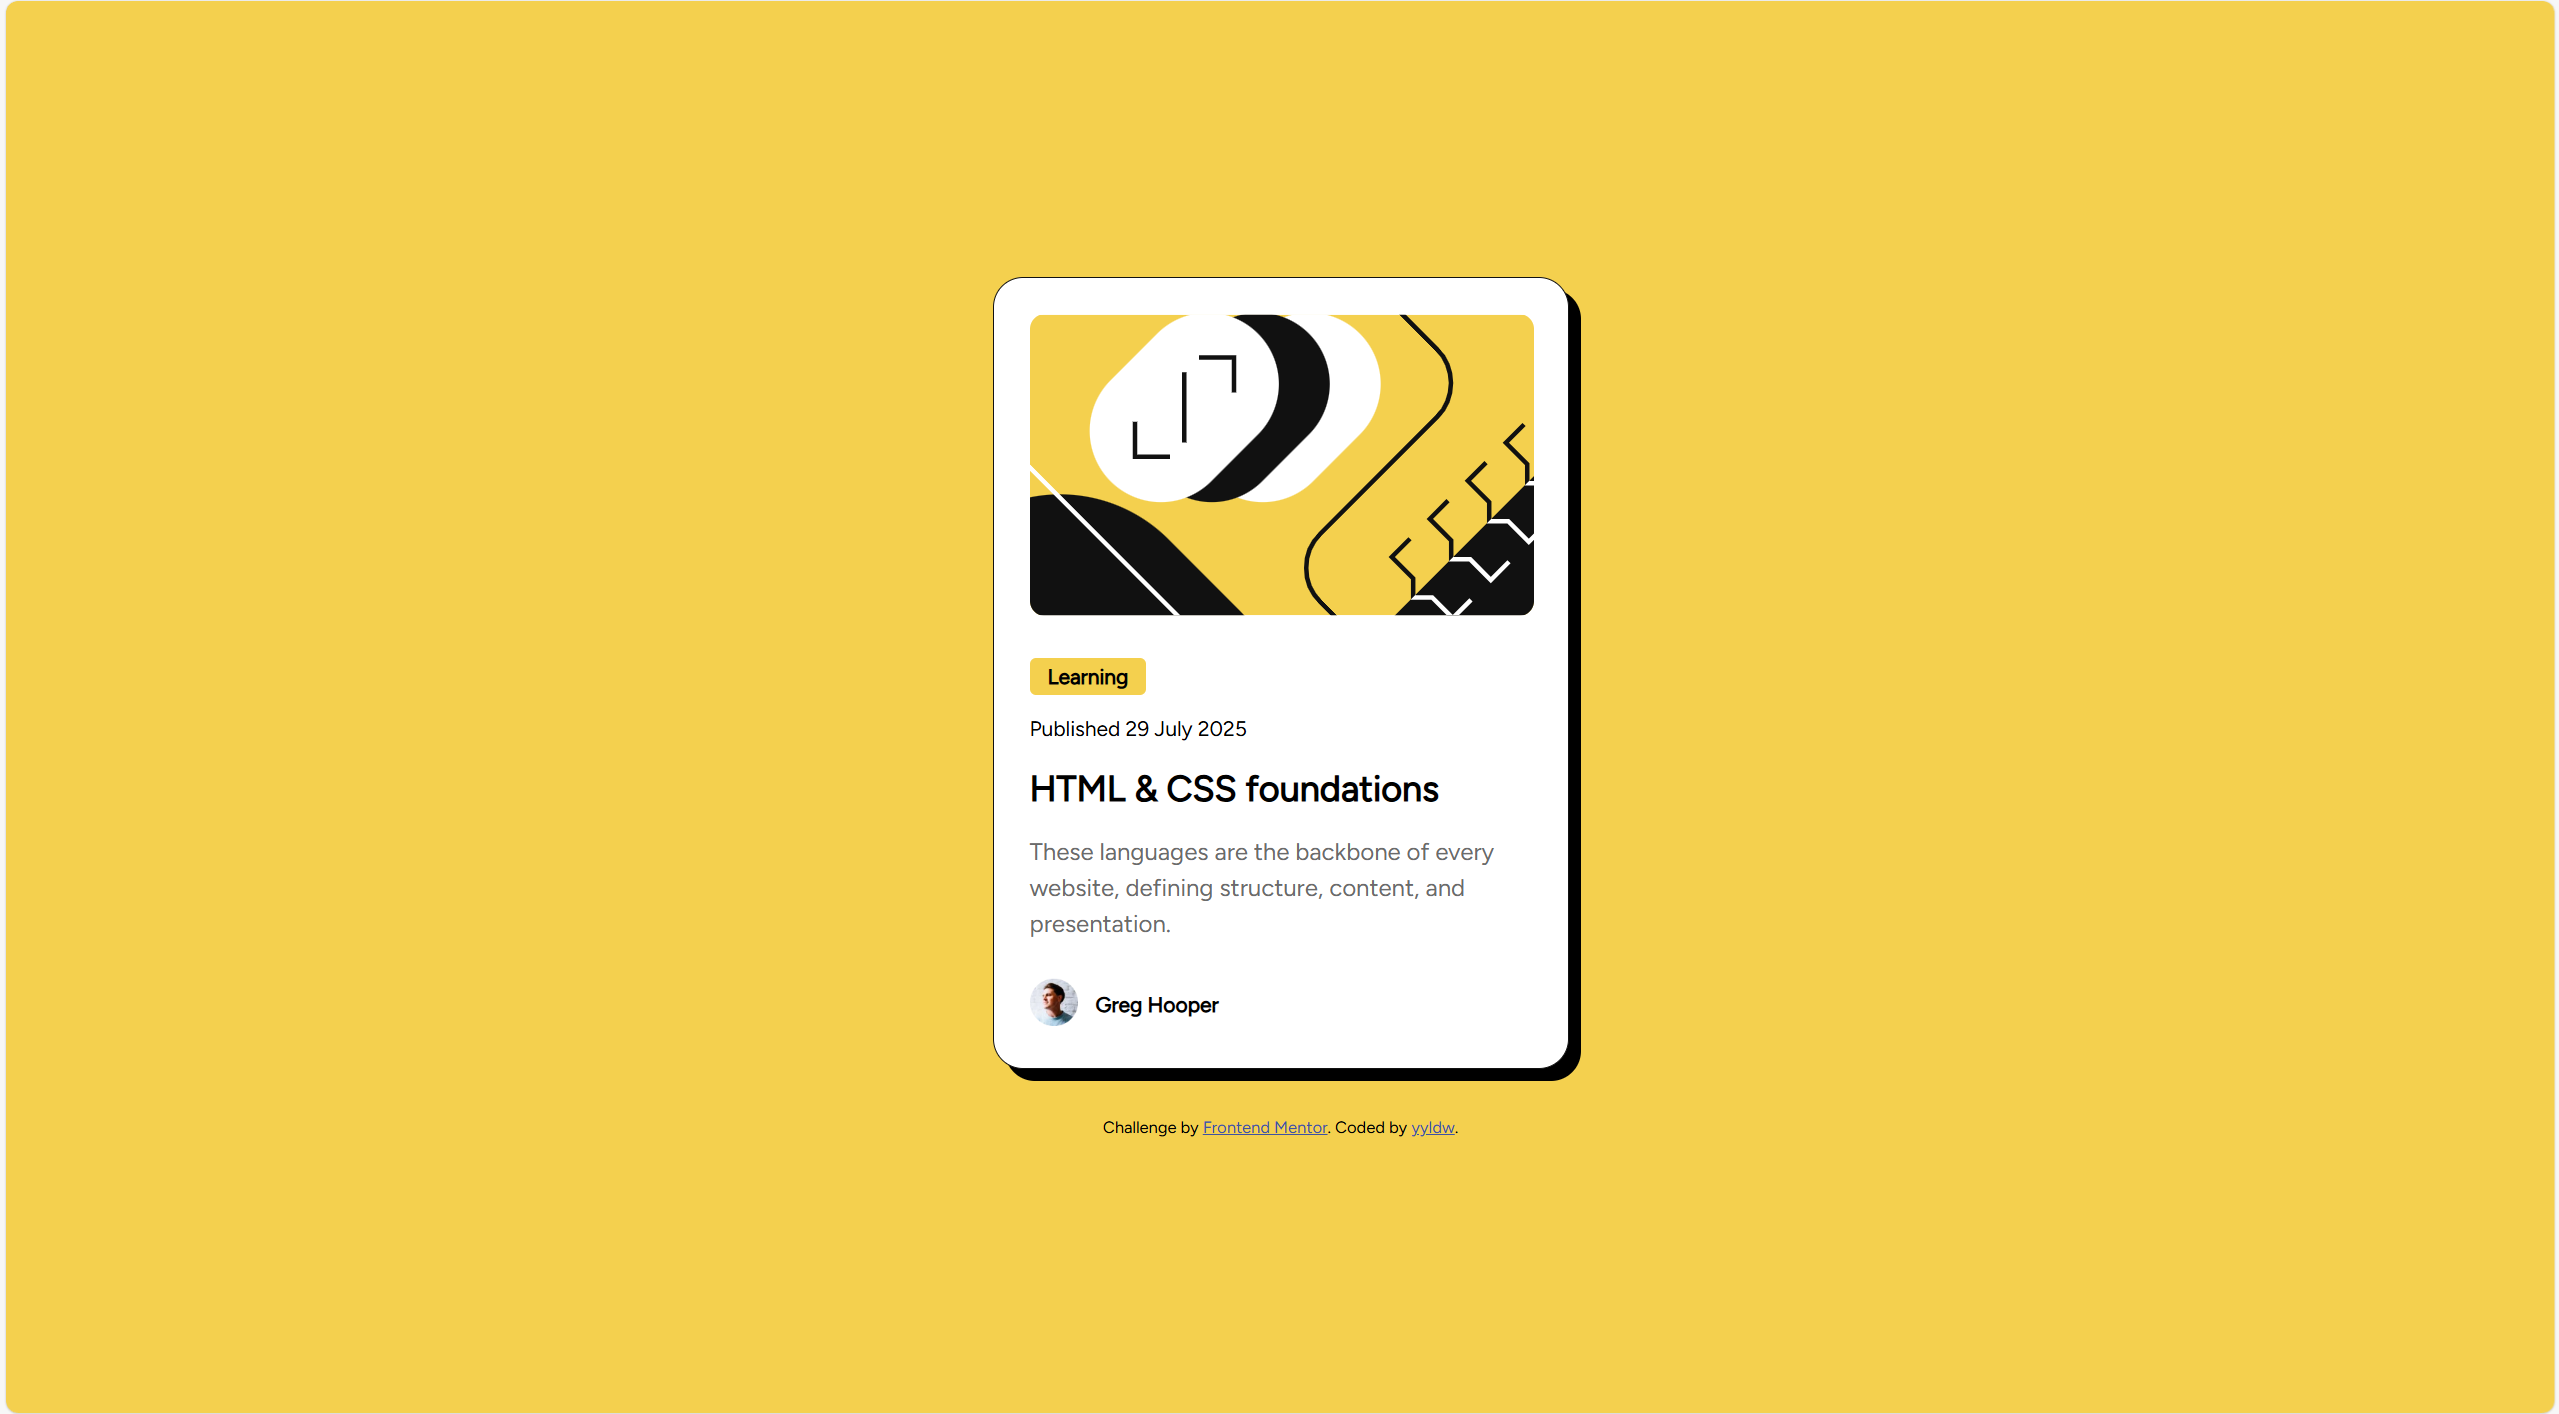 Learning
Published 29 July 2025
HTML & CSS foundations
These languages are the backbone of every
website, defining structure, content, and
presentation.
Greg Hooper
Challenge by Frontend Mentor. Coded by yyldw.